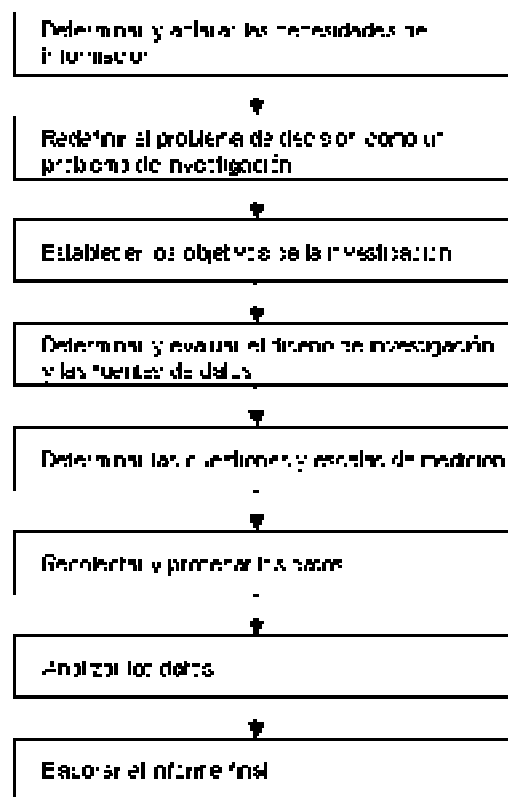 Determinar y aclarar las necesidades de
información
Redefinir el problema de decisión como un
problema de investigación
Establecer los objetivos de la investigación
Determinar y evaluar el diseño de investigación
y las fuentes de datos
Determinar las cuestiones y escalas de medición
Recolectar y procesar los datos
Analizar los datos
Elaborar el informe final